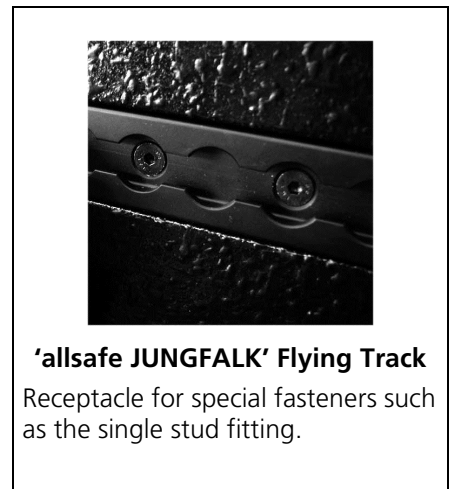 ‘allsafe JUNGFALK’ Flying Track
Receptacle for special fasteners such
as the single stud fitting.